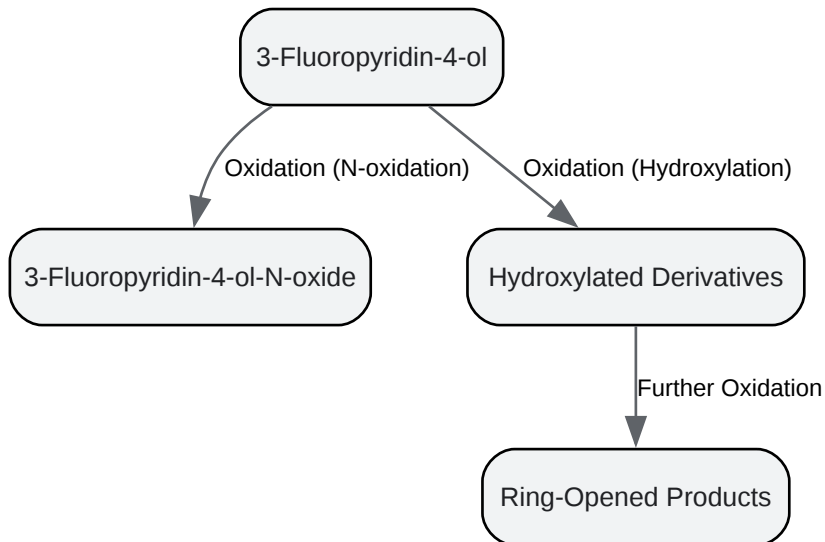 3-Fluoropyridin-4-ol
Oxidation (N-oxidation)
Oxidation (Hydroxylation)
3-Fluoropyridin-4-ol-N-oxide
Hydroxylated Derivatives
Further Oxidation
Ring-Opened Products